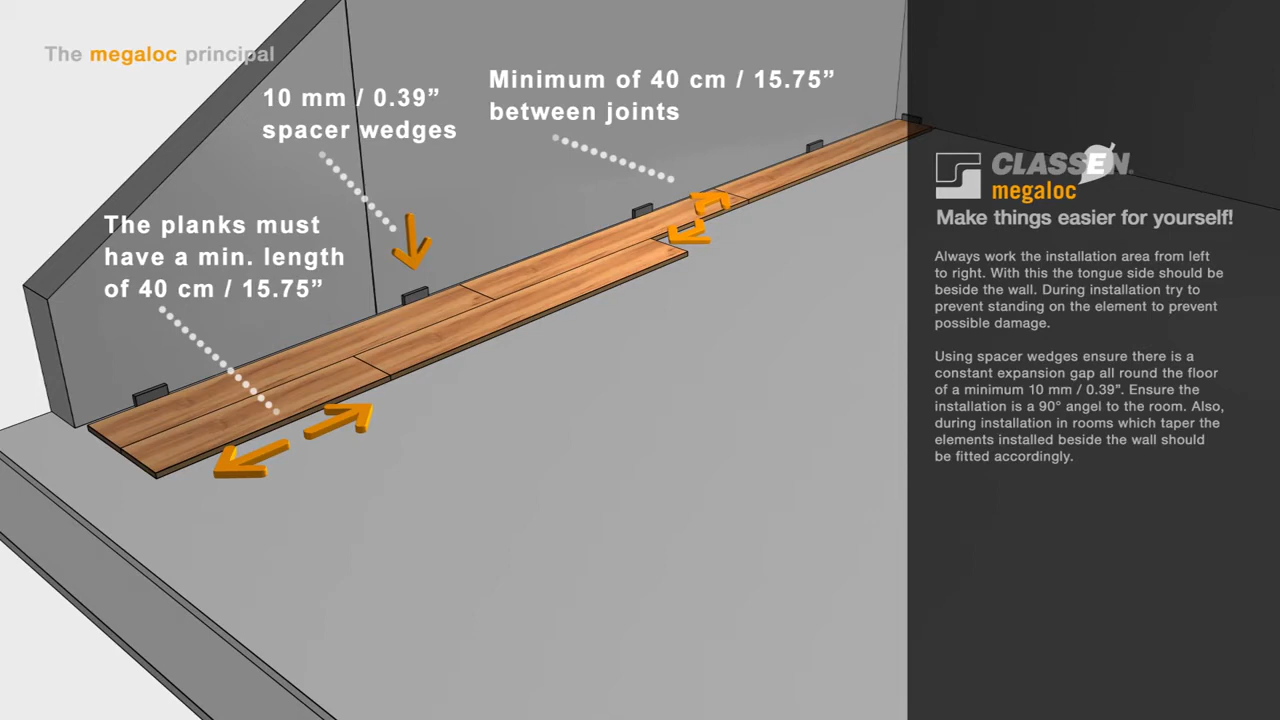 The megaloc principal
10 mm / 0.39”
spacer wedges
Minimum of 40 cm / 15.75”
between joints
The planks must
have a min. length
of 40 cm / 15.75”
CLASSEN.
megaloc
Make things easier for yourself!
Always work the installation area from left
to right. With this the tongue side should be
beside the wall. During installation try to
prevent standing on the element to prevent
possible damage.
Using spacer wedges ensure there is a
constant expansion gap all round the floor
of a minimum 10 mm / 0.39”. Ensure the
installation is a 90° angel to the room. Also,
during installation in rooms which taper the
elements installed beside the wall should
be fitted accordingly.